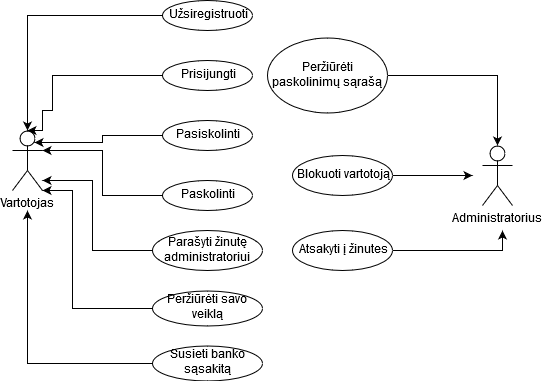 Užsiregistruoti
Prisijungti
Pasiskolinti
Paskolinti
Vartotojas
Parašyti žinutę
administratoriui
Peržiūrėti savo
veiklą
Susieti banko
sąsakitą
Peržiūrėti
paskolinimų sąrašą
Blokuoti vartotoją
Atsakyti į žinutes
Administratorius